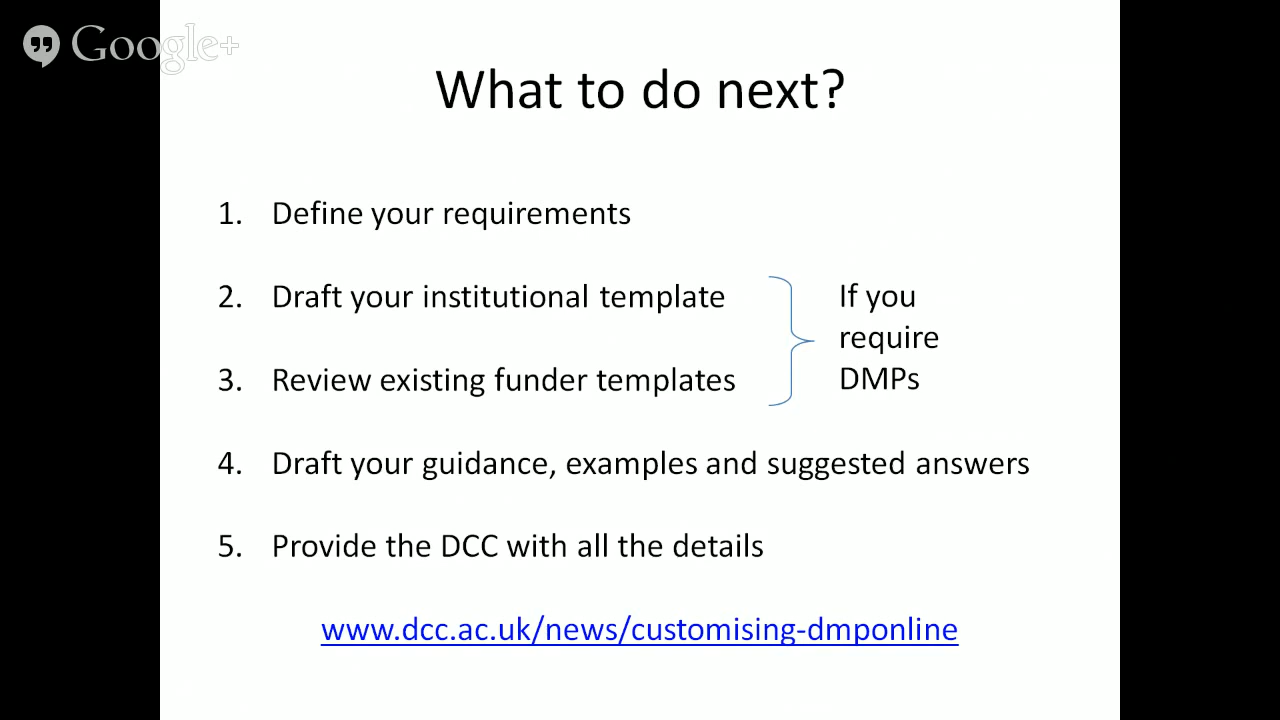 Google+
What to do next?
1. Define your requirements
2. Draft your institutional template
3. Review existing funder templates
If you
require
DMPs
4. Draft your guidance, examples and suggested answers
5. Provide the DCC with all the details
www.dcc.ac.uk/news/customising-dmponline